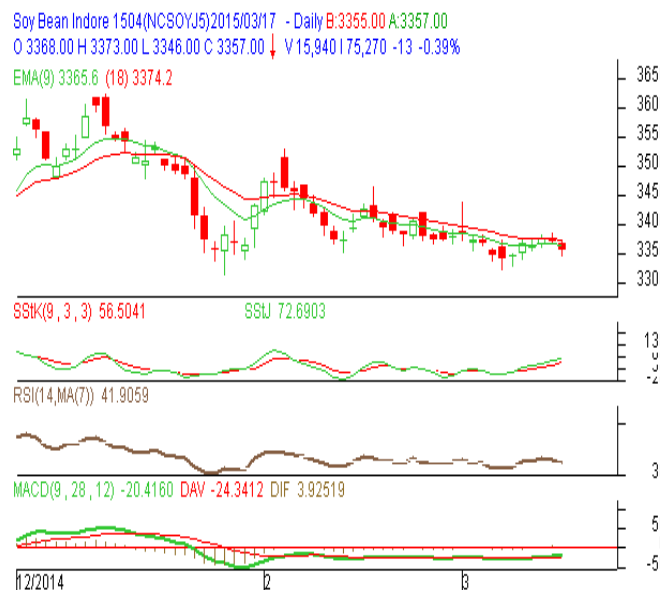 Soy Bean Indore 1504(NCSOYJ5)2015/03/17 - Daily B:3355.00 A:3357.00
O 3368.00 H 3373.00 L 3346.00 C 3357.00 V 15,940 I 75,270 -13 -0.39%
EMA(9) 3365.6 (18) 3374.2
365
360
355
350
345
340
335
330
SStK(9 , 3 , 3) 56.5041 SStJ 72.6903
13
9
5
-2
RSI(14,MA(7)) 41.9059
3
MACD(9 , 28 , 12) -20.4160 DAV -24.3412 DIF 3.92519
5
-5
12/2014 2 3